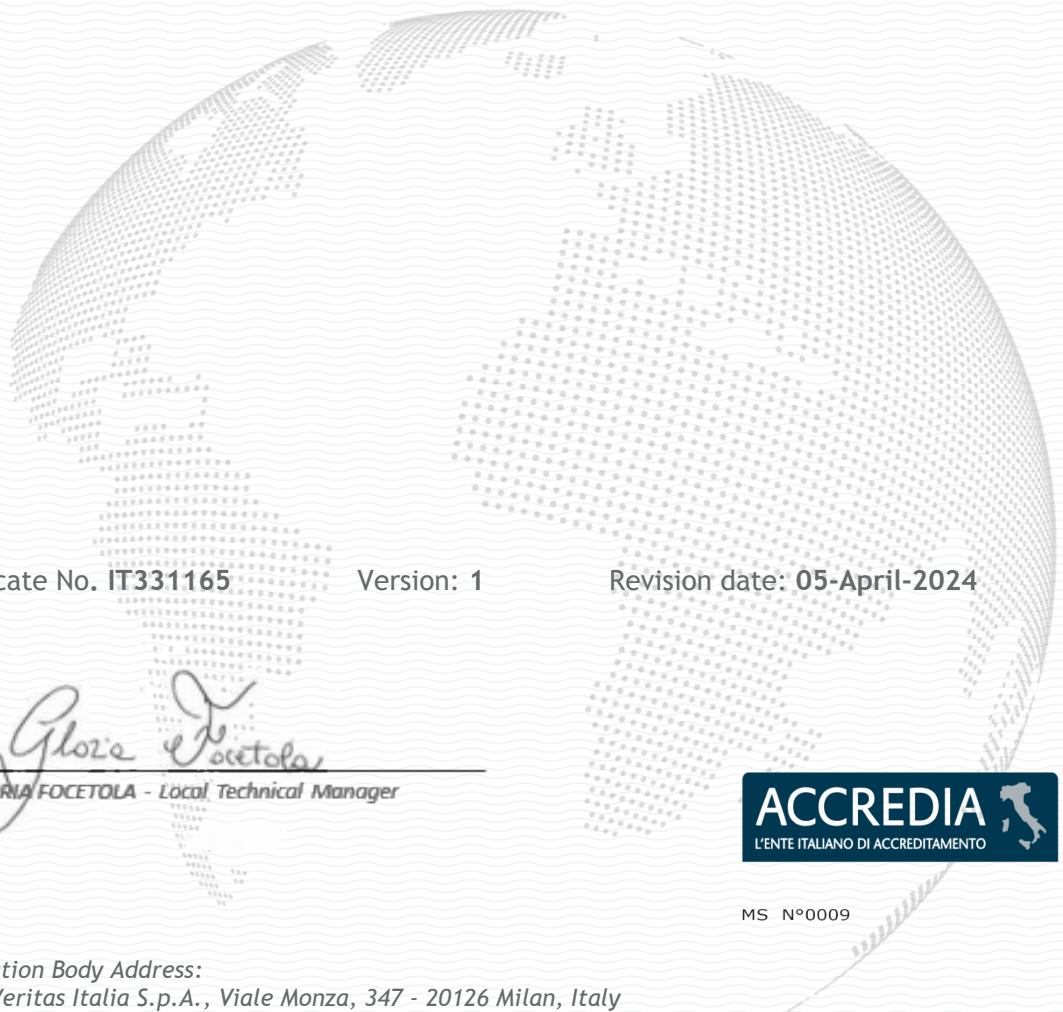 cate No. IT331165 Version: 1 Revision date: 05-April-2024
Gloria Focetola
RIA FOCETOLA - Local Technical Manager
ACCREDIA
L'ENTE ITALIANO DI ACCREDITAMENTO
MS N°0009
tion Body Address:
Veritas Italia S.p.A., Viale Monza, 347 - 20126 Milan, Italy